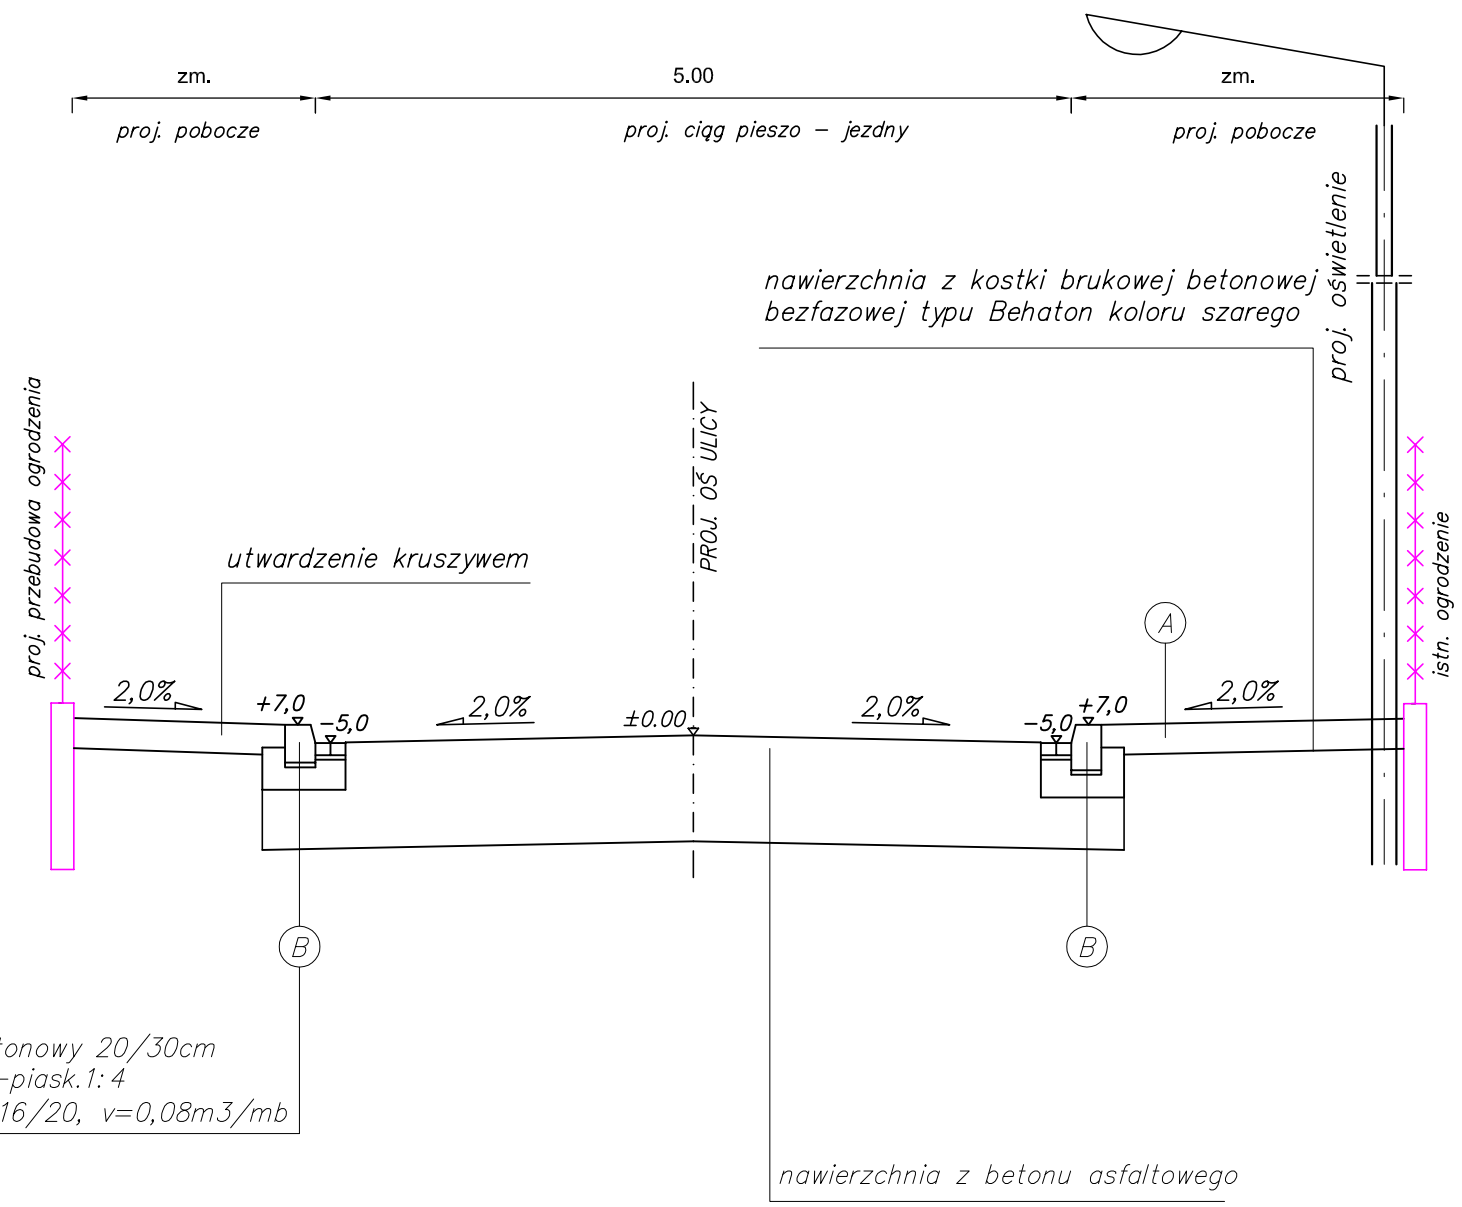 zm.
5.00
zm.
proj. pobocze
proj. ciąg pieszo – jezdny
proj. pobocze
proj. oświetlenie
nawierzchnia z kostki brukowej betonowej
bezfazowej typu Behaton koloru szarego
proj. przebudowa ogrodzenia
PROJ. OŚ ULICY
utwardzenie kruszywem
istn. ogrodzenie
A
2,0%
+7,0
-5,0
2,0%
±0.00
2,0%
-5,0
+7,0
2,0%
B
B
tonowy 20/30cm
-piask.1:4
16/20, v=0,08m3/mb
nawierzchnia z betonu asfaltowego